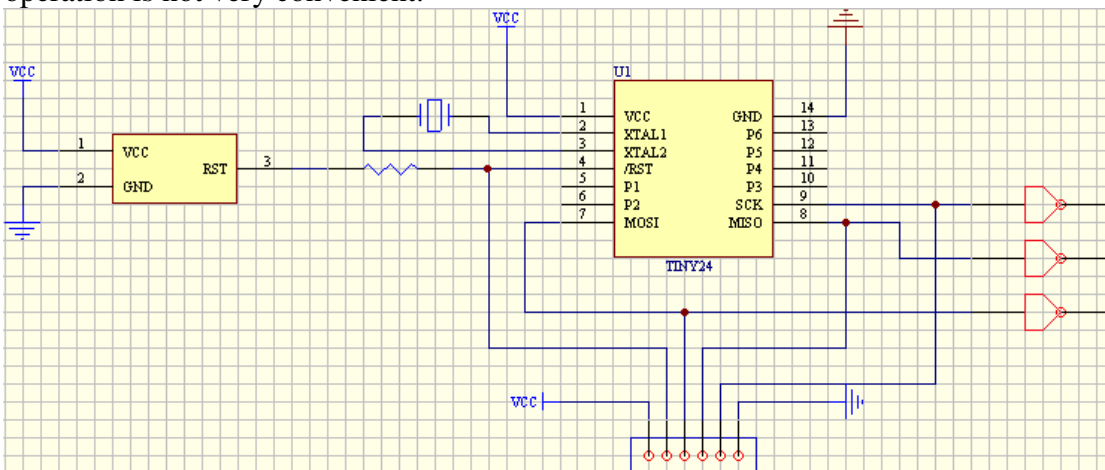 operation is not very convenient.
VCC
VCC
U1
1 VCC GND 14
2 XTAL1 P6 13
3 XTAL2 P5 12
4 /RST P4 11
5 P1 P3 10
6 P2 SCK 9
7 MOSI MISO 8
TINY24
1 VCC
RST 3
2 GND
VCC